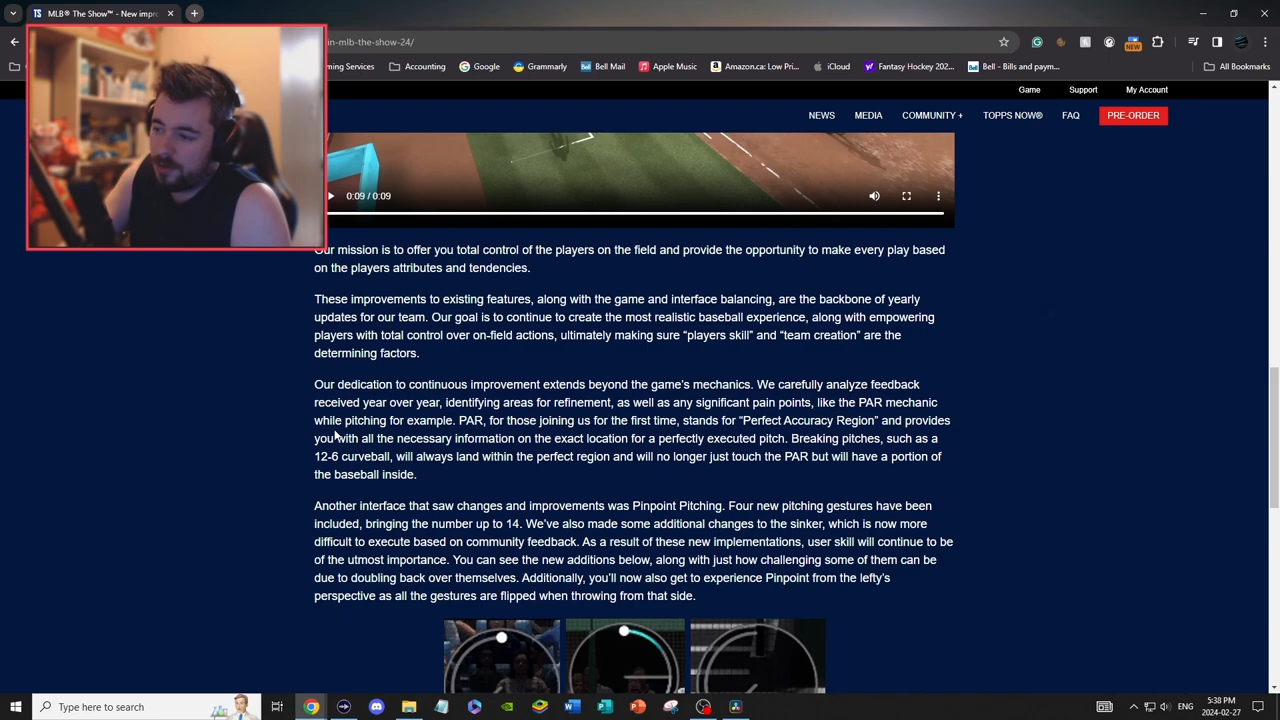 MLB® The Show™ - New impr
in-mlb-the-show-24/
NEW
ming Services
Accounting
Google
Grammarly
Bell Mail
Apple Music
Amazon.ca: Low Pri...
iCloud
Fantasy Hockey 202...
Bell - Bills and paym...
All Bookmarks
Game
Support
My Account
NEWS
MEDIA
COMMUNITY +
TOPPS NOW®
FAQ
PRE-ORDER
0:09 / 0:09
Our mission is to offer you total control of the players on the field and provide the opportunity to make every play based
on the players attributes and tendencies.
These improvements to existing features, along with the game and interface balancing, are the backbone of yearly
updates for our team. Our goal is to continue to create the most realistic baseball experience, along with empowering
players with total control over on-field actions, ultimately making sure “players skill” and “team creation” are the
determining factors.
Our dedication to continuous improvement extends beyond the game’s mechanics. We carefully analyze feedback
received year over year, identifying areas for refinement, as well as any significant pain points, like the PAR mechanic
while pitching for example. PAR, for those joining us for the first time, stands for “Perfect Accuracy Region” and provides
you with all the necessary information on the exact location for a perfectly executed pitch. Breaking pitches, such as a
12-6 curveball, will always land within the perfect region and will no longer just touch the PAR but will have a portion of
the baseball inside.
Another interface that saw changes and improvements was Pinpoint Pitching. Four new pitching gestures have been
included, bringing the number up to 14. We’ve also made some additional changes to the sinker, which is now more
difficult to execute based on community feedback. As a result of these new implementations, user skill will continue to be
of the utmost importance. You can see the new additions below, along with just how challenging some of them can be
due to doubling back over themselves. Additionally, you’ll now also get to experience Pinpoint from the lefty’s
perspective as all the gestures are flipped when throwing from that side.
Type here to search
ENG
5:38 PM
2024-02-27